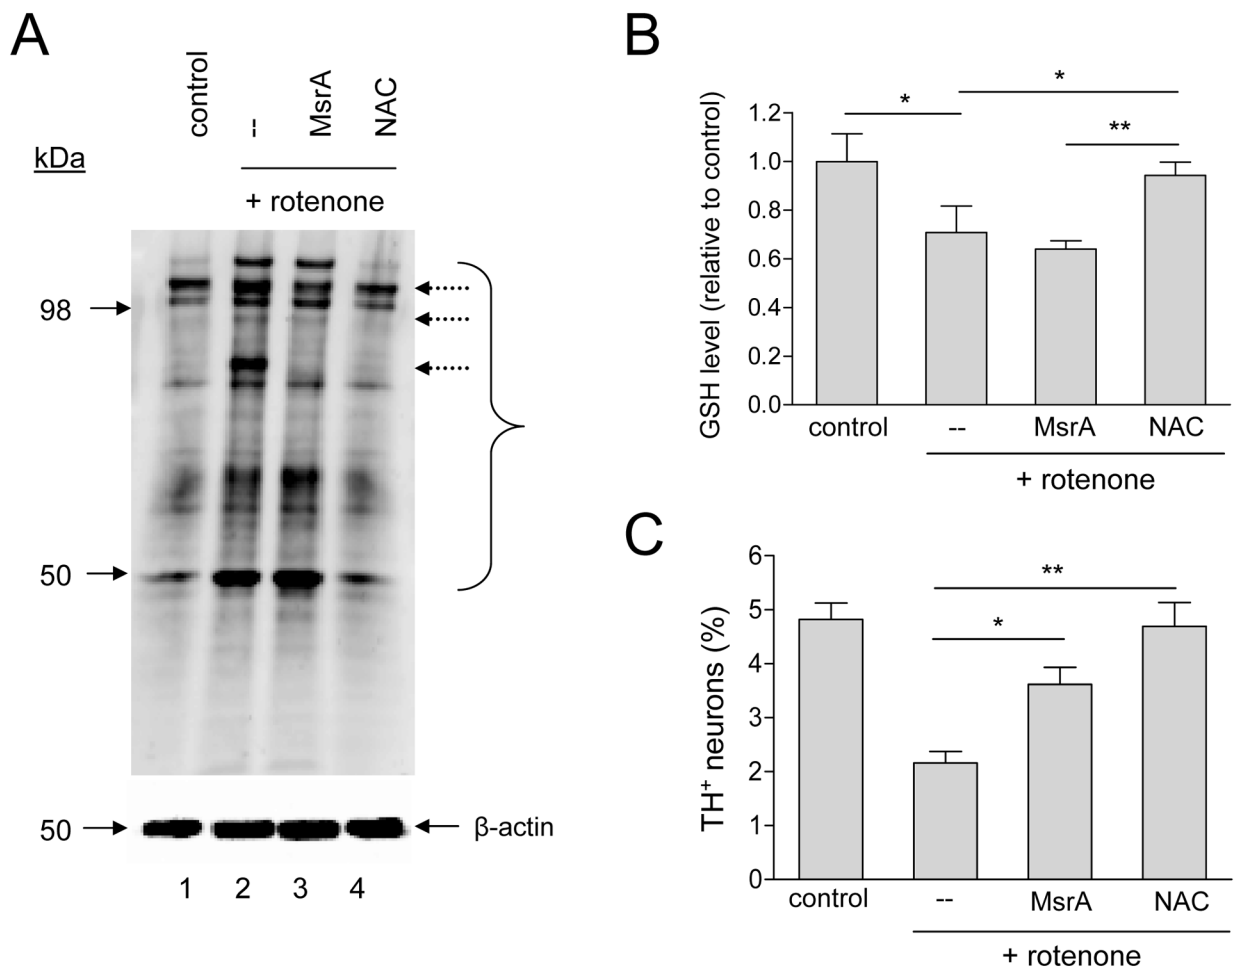 A
control
--
MsrA
NAC
kDa
+ rotenone
98
50
50
β-actin
1 2 3 4
B
GSH level (relative to control)
1.2
1.0
0.8
0.6
0.4
0.2
0.0
*
*
**
control -- MsrA NAC
+ rotenone
C
TH⁺ neurons (%)
6
5
4
3
2
1
0
**
*
control -- MsrA NAC
+ rotenone